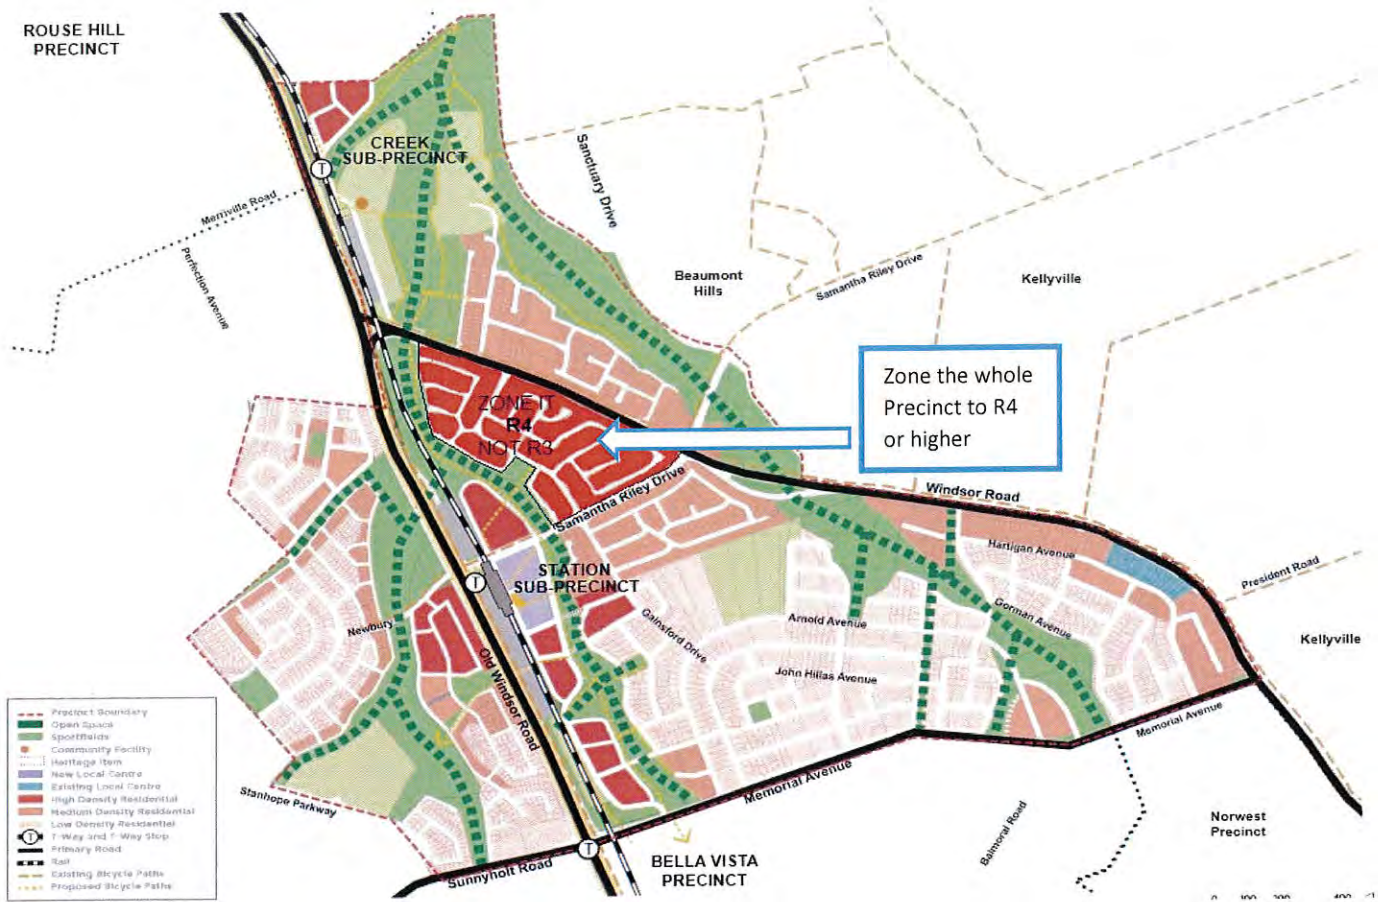 ROUSE HILL
PRECINCT
CREEK
SUB-PRECINCT
T
Sanctuary Drive
Merriville Road
Perfection Avenue
Beaumont
Hills
Samantha Riley Drive
Kellyville
Zone the whole
Precinct to R4
or higher
ZONE IT
R4
NOT R3
Samantha Riley Drive
Windsor Road
Hartigan Avenue
President Road
STATION
SUB-PRECINCT
T
Newbury
Gainsford Drive
Arnold Avenue
Gorman Avenue
Kellyville
John Hillas Avenue
Old Windsor Road
Memorial Avenue
Memorial Avenue
Stanhope Parkway
Balmoral Road
Norwest
Precinct
T
Sunnyholt Road
BELLA VISTA
PRECINCT
Precinct Boundary
Open Space
Sportfields
Community Facility
Heritage Item
New Local Centre
Existing Local Centre
High Density Residential
Medium Density Residential
Low Density Residential
T T-Way and T-Way Stop
Primary Road
Rail
Existing Bicycle Paths
Proposed Bicycle Paths